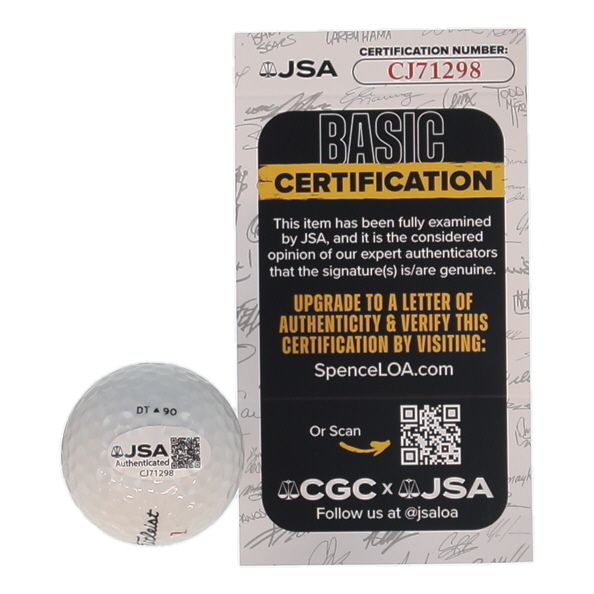 JSA
CERTIFICATION NUMBER:
CJ71298
LARRY HAMA
BASIC
CERTIFICATION
This item has been fully examined
by JSA, and it is the considered
opinion of our expert authenticators
that the signature(s) is/are genuine.
UPGRADE TO A LETTER OF
AUTHENTICITY & VERIFY THIS
CERTIFICATION BY VISITING:
SpenceLOA.com
Or Scan
CGC x JSA
Follow us at @jsaloa
DT ▲ 90
JSA
Authenticated
CJ71298